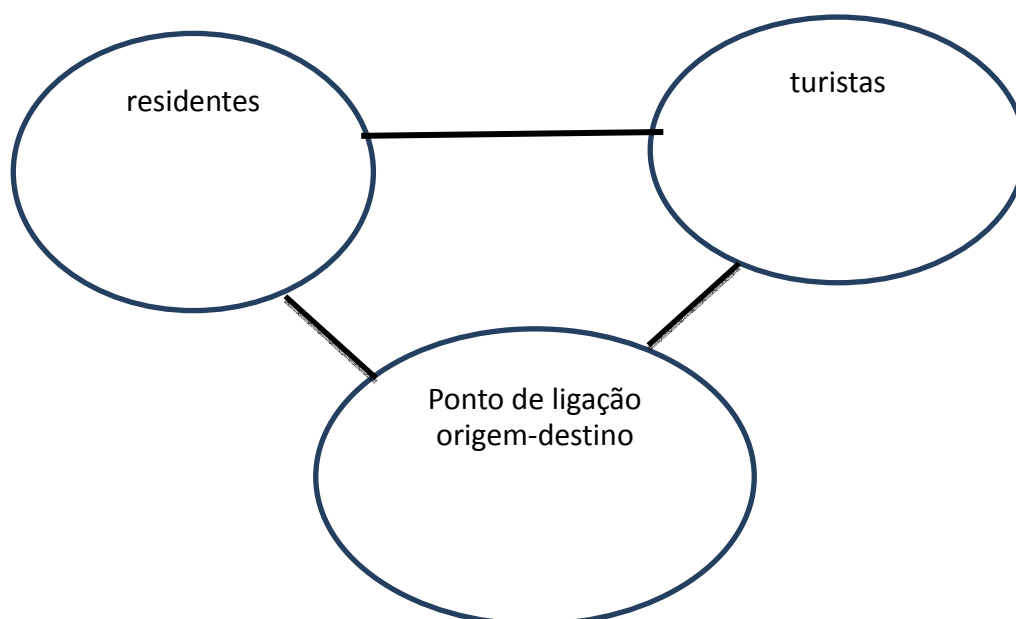 residentes
turistas
Ponto de ligação
origem-destino